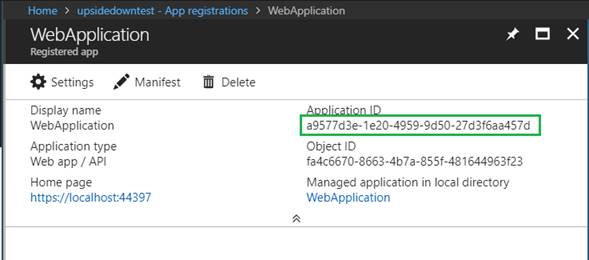 Home > upsidedowntest - App registrations > WebApplication
WebApplication
Registered app
Settings Manifest Delete
Display name
WebApplication
Application type
Web app / API
Home page
https://localhost:44397
Application ID
a9577d3e-1e20-4959-9d50-27d3f6aa457d
Object ID
fa4c6670-8663-4b7a-855f-481644963f23
Managed application in local directory
WebApplication